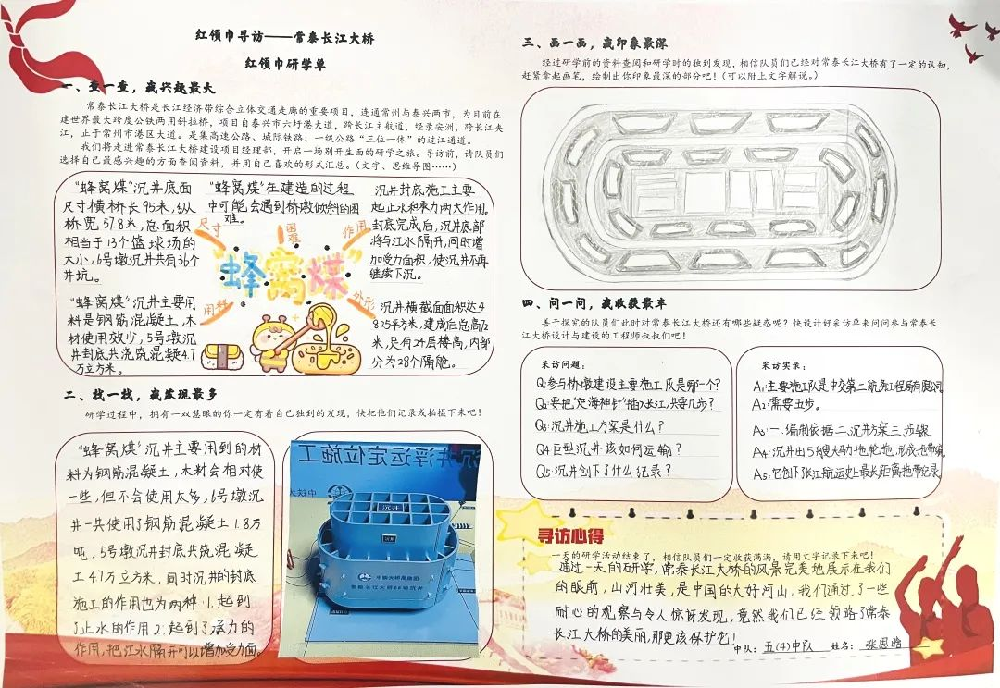 红领巾寻访——常泰长江大桥
红领巾研学单
一、查一查，我兴趣最大
常泰长江大桥是长江经济带综合立体交通走廊的重要项目，连通常州与泰兴两市，为目前在
建世界最大跨度公铁两用斜拉桥，项目自泰兴市六圩港大道，跨长江主航道，经录安洲，跨长江夹
江，止于常州市港区大道。是集高速公路、城际铁路、一级公路“三位一体”的过江通道。
我们将走进常泰长江大桥建设项目经理部，开启一场别开生面的研学之旅。寻访前，请队员们
选择自己最感兴趣的方面查阅资料，并用自己喜欢的形式汇总。（文字、思维导图……）
“蜂窝煤”沉井底面
尺寸横桥长95米，纵
桥宽57.8米，总面积
相当于13个篮球场的
大小，6号墩沉井共有36个
井坑。
“蜂窝煤”在建造的过程
中可能会遇到桥墩倾斜的困
难。
沉井封底施工主要
起止水和承力两大作用。
封底完成后，沉井底部
将与江水隔开，同时增
加受力面积，使沉井不再
继续下沉。
尺寸
困难
作用
“蜂窝煤”
用料
外形
“蜂窝煤”沉井主要用
料是钢筋混凝土，木
材使用效少，5号墩沉
井封底共浇筑混凝4.7
万立方米。
沉井横截面面积达4
825平方米，建成后总高72
米，足有24层楼高，内部
分为28个隔舱。
二、找一找，我发现最多
研学过程中，拥有一双慧眼的你一定有着自己独到的发现，快把他们记录或拍摄下来吧！
“蜂窝煤”沉井主要用到的材
料为钢筋混凝土，木材会相对使
一些，但不会使用太多，6号墩沉
井一共使用了钢筋混凝土1.8万
吨，5号墩沉井封底共浇混凝
土4.7万立方米，同时沉井的封底
施工的作用也为两种：1.起到
了止水的作用2.起到了承力的
作用，把江水隔开可以增加受力面。
沉井浮运定位施工
沉井
常泰长江大桥5#墩沉井
三、画一画，我印象最深
经过研学前的资料查阅和研学时的独到发现，相信队员们已经对常泰长江大桥有了一定的认知，
赶紧拿起画笔，绘制出你印象最深的部分吧！（可以附上文字解说。）
四、问一问，我收获最丰
善于探究的队员们此时对常泰长江大桥还有哪些疑惑呢？快设计好采访单来问问参与常泰长
江大桥设计与建设的工程师叔叔们吧！
采访问题：
Q1:参与桥墩建设主要施工队是哪一个？
Q2:要把“定海神针”插入长江，共要几步？
Q3:沉井施工方案是什么？
Q4巨型沉井该如何运输？
Q5:沉井创下了什么纪录？
采访实录：
A1:主要施工队是中交第二航务工程局有限公司
A2:需要五步。
A3:一.编制依据二.沉井方案三.步骤
A4:沉井由5艘大马力拖轮拖，形成拖带编。
A5:它创下长江航运史上最长距离拖带纪录
寻访心得
一天的研学活动结束了，相信队员们一定收获满满，请用文字记录下来吧！
通过一天的研学，常泰长江大桥的风景完美地展示在我们
的眼前，山河壮美，是中国的大好河山，我们通过了一些
耐心的观察与令人惊讶发现，竟然我们已经领略了常泰
长江大桥的美丽，那更该保护它！
中队：五(4)中队 姓名：张思晗